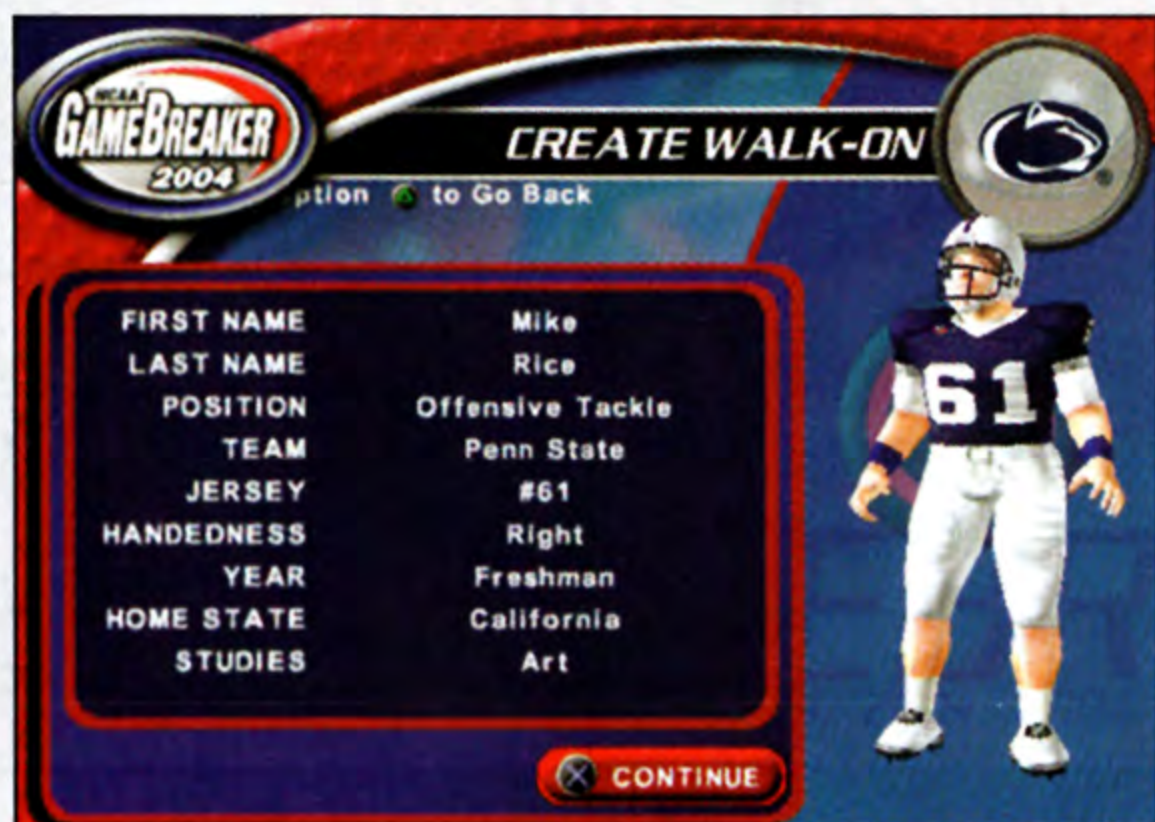 NCAA
GAMEBREAKER
2004
CREATE WALK-ON
ption to Go Back
FIRST NAME Mike
LAST NAME Rice
POSITION Offensive Tackle
TEAM Penn State
JERSEY #61
HANDEDNESS Right
YEAR Freshman
HOME STATE California
STUDIES Art
61
CONTINUE